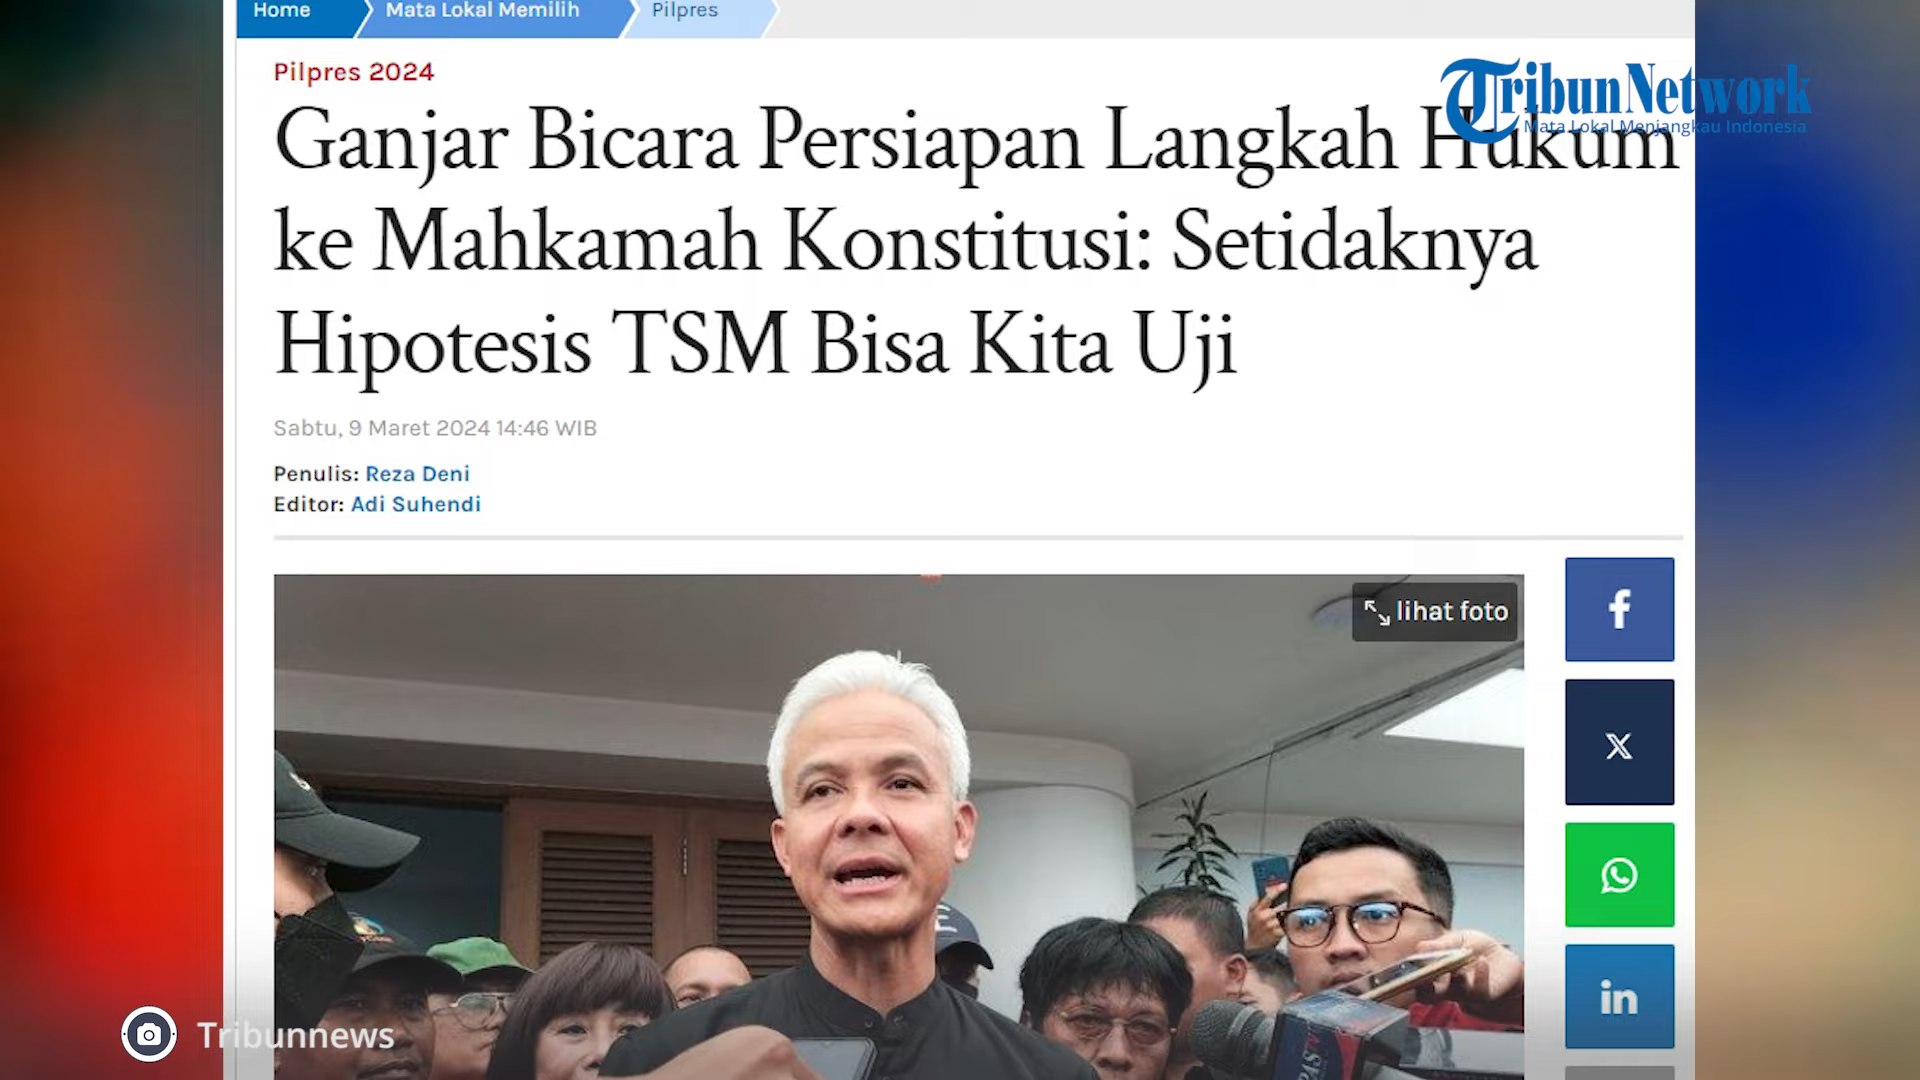 Home
Mata Lokal Memilih
Pilpres
Pilpres 2024
TribunNetwork
Mata Lokal Menjangkau Indonesia
Ganjar Bicara Persiapan Langkah Hukum
ke Mahkamah Konstitusi: Setidaknya
Hipotesis TSM Bisa Kita Uji
Sabtu, 9 Maret 2024 14:46 WIB
Penulis: Reza Deni
Editor: Adi Suhendi
lihat foto
f
X
in
Tribunnews